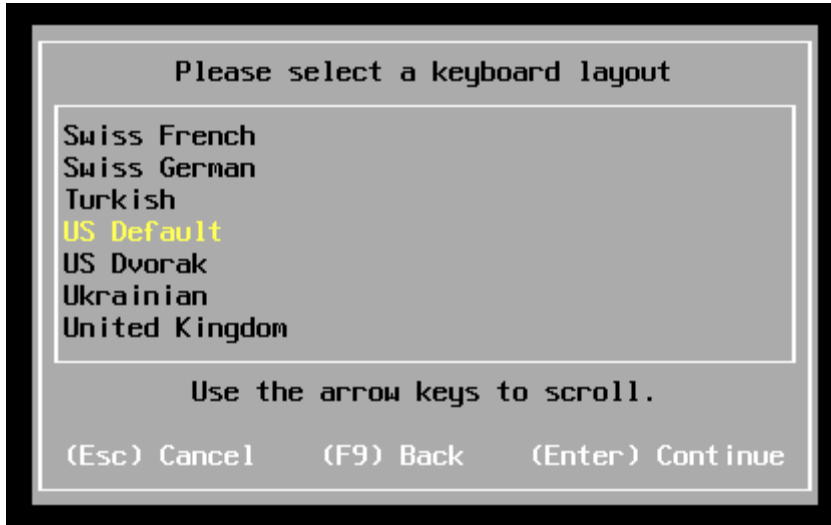 Please select a keyboard layout
Swiss French
Swiss German
Turkish
US Default
US Dvorak
Ukrainian
United Kingdom
Use the arrow keys to scroll.
(Esc) Cancel (F9) Back (Enter) Continue